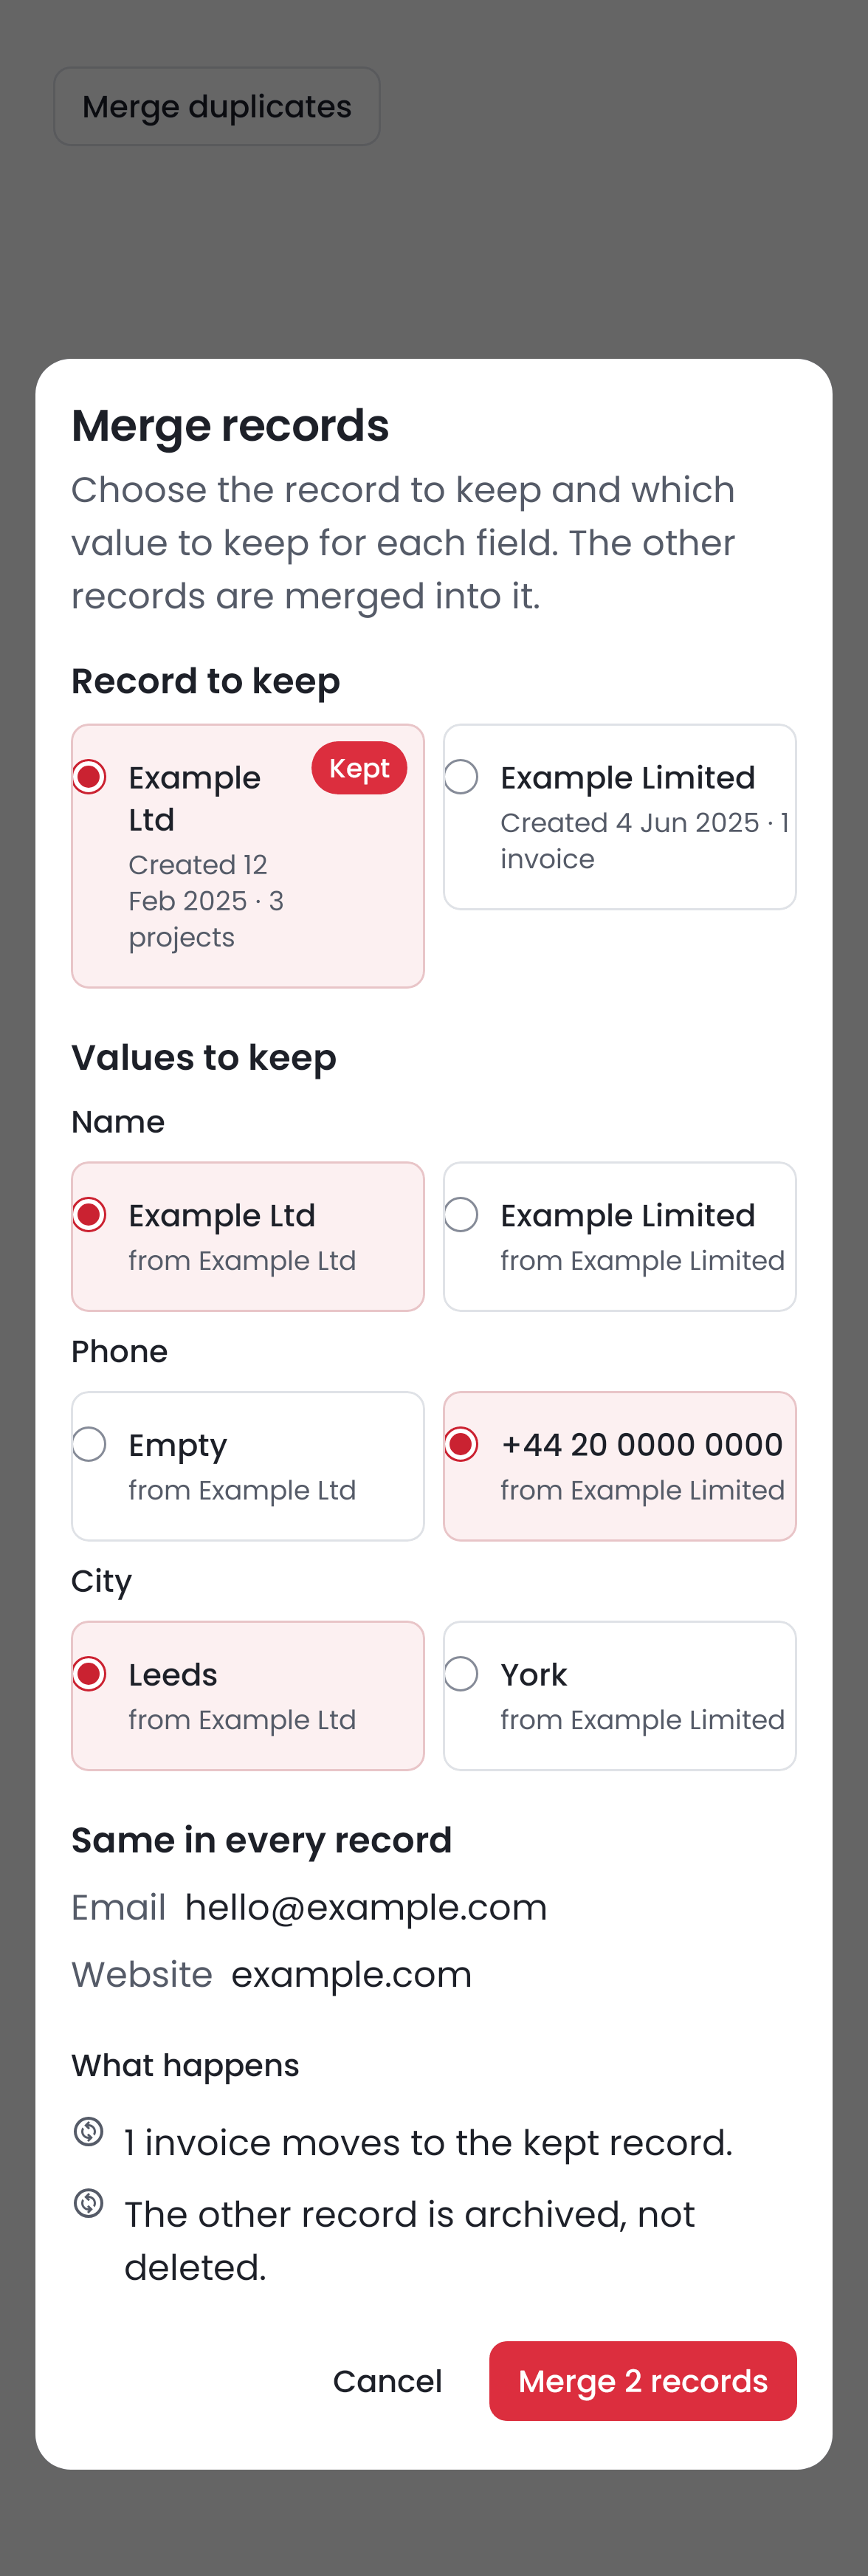 Merge duplicates
Merge records
Choose the record to keep and which
value to keep for each field. The other
records are merged into it.
Record to keep
Example
Ltd
Kept
Created 12
Feb 2025 · 3
projects
Example Limited
Created 4 Jun 2025 · 1
invoice
Values to keep
Name
Example Ltd
from Example Ltd
Example Limited
from Example Limited
Phone
Empty
from Example Ltd
+44 20 0000 0000
from Example Limited
City
Leeds
from Example Ltd
York
from Example Limited
Same in every record
Email hello@example.com
Website example.com
What happens
1 invoice moves to the kept record.
The other record is archived, not
deleted.
Cancel
Merge 2 records